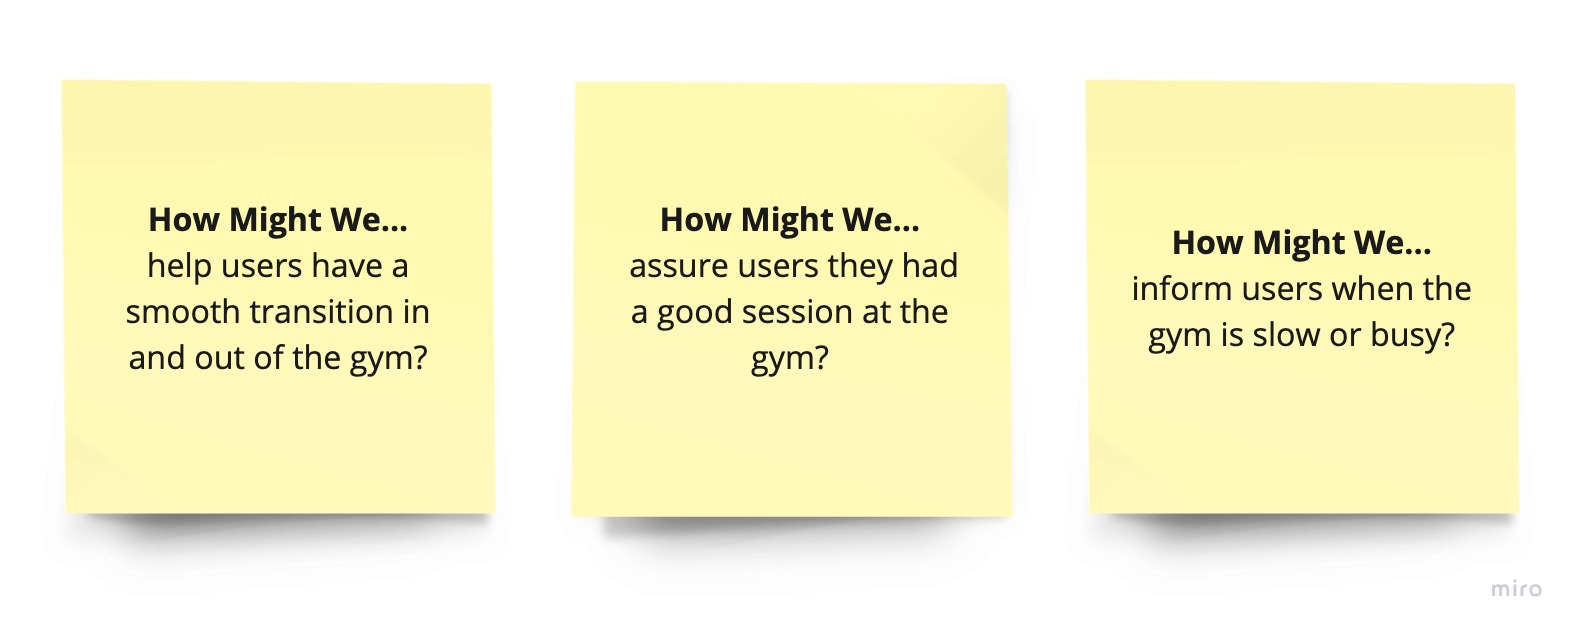 How Might We...
help users have a
smooth transition in
and out of the gym?
How Might We...
assure users they had
a good session at the
gym?
How Might We...
inform users when the
gym is slow or busy?
miro